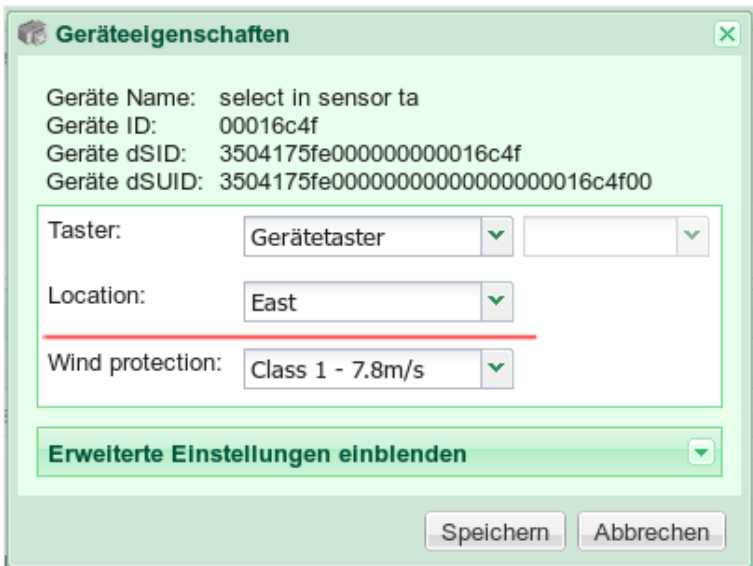 Geräteeigenschaften
Geräte Name: select in sensor ta
Geräte ID: 00016c4f
Geräte dSID: 3504175fe000000000016c4f
Geräte dSUID: 3504175fe00000000000000000016c4f00
Taster: Gerätetaster
Location: East
Wind protection: Class 1 - 7.8m/s
Erweiterte Einstellungen einblenden
Speichern Abbrechen